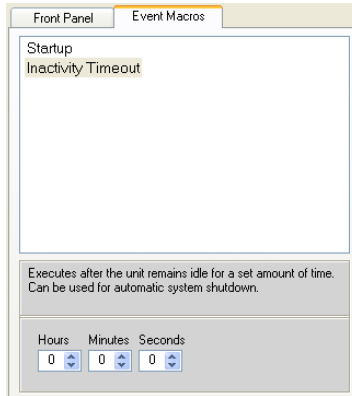 Front Panel Event Macros
Startup
Inactivity Timeout
Executes after the unit remains idle for a set amount of time.
Can be used for automatic system shutdown.
Hours Minutes Seconds
0 0 0